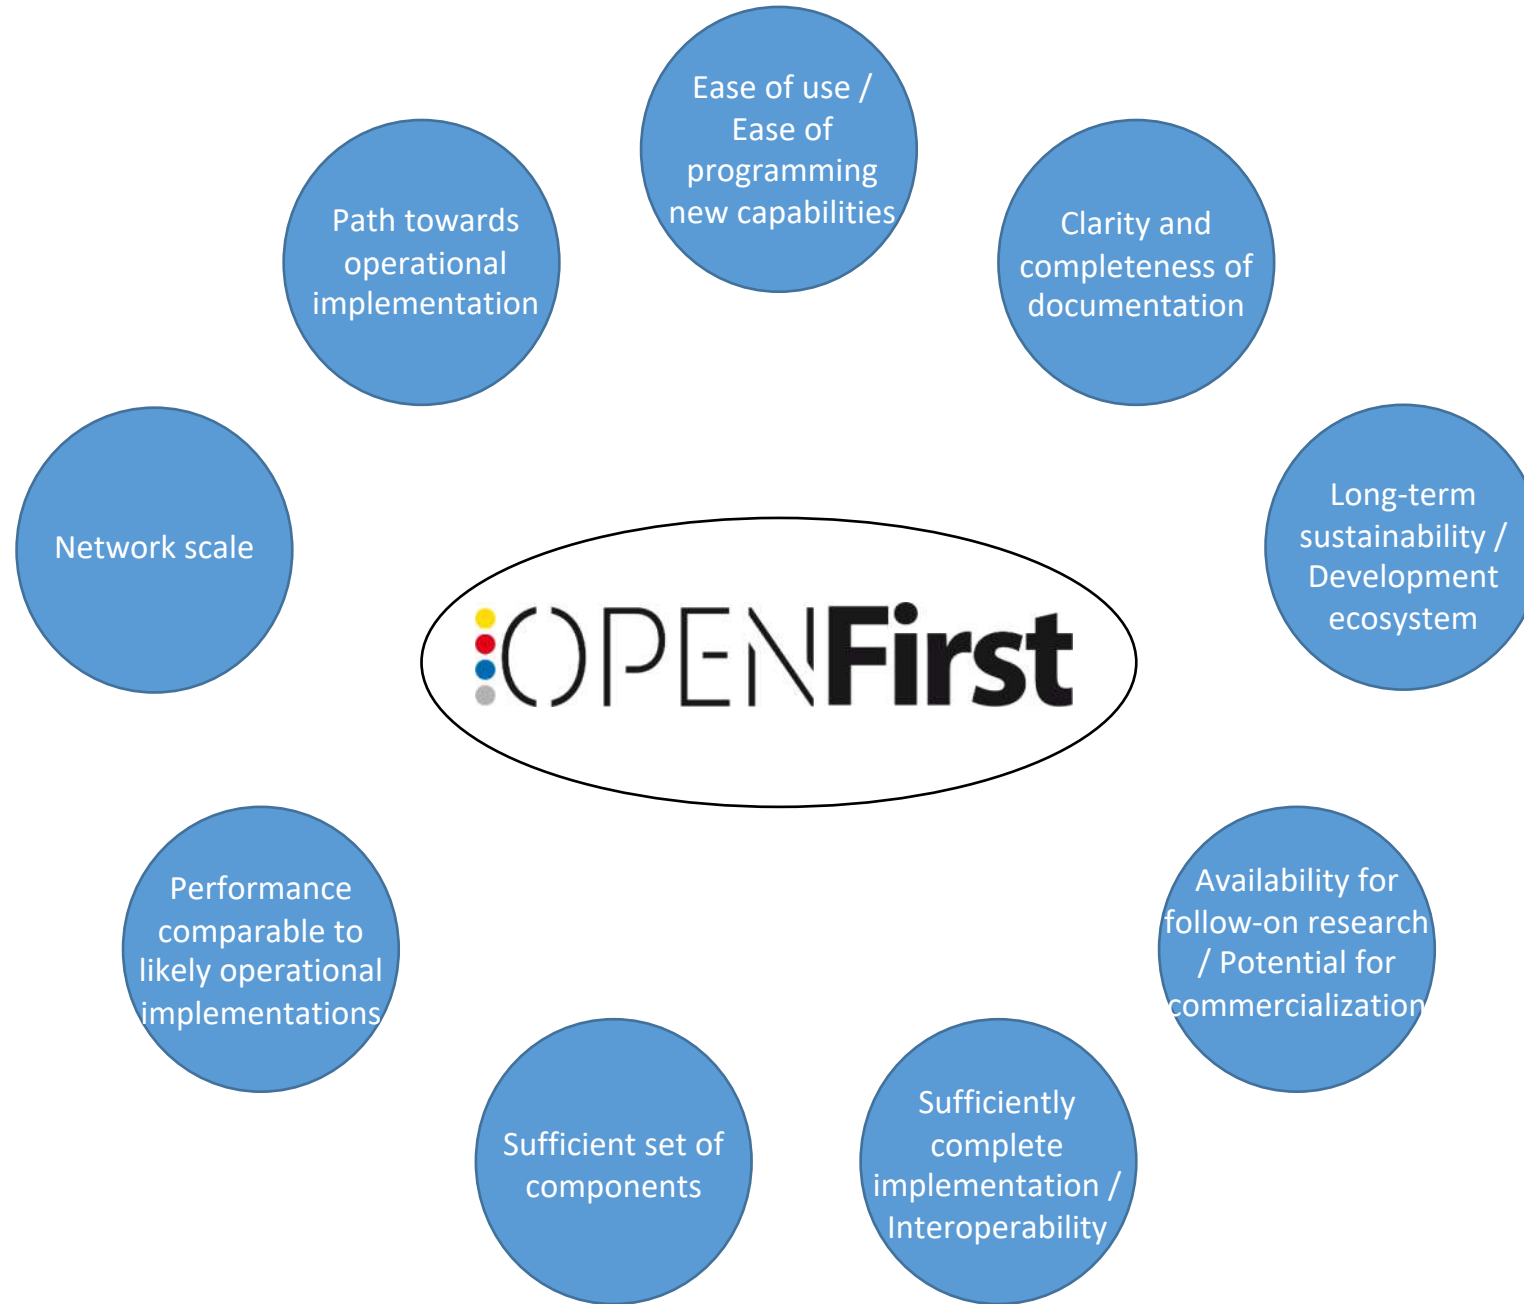 Ease of use /
Ease of
programming
new capabilities
Clarity and
completeness of
documentation
Long-term
sustainability /
Development
ecosystem
Availability for
follow-on research
/ Potential for
commercialization
Sufficiently
complete
implementation /
Interoperability
Sufficient set of
components
Performance
comparable to
likely operational
implementations
Network scale
Path towards
operational
implementation
OPENFirst